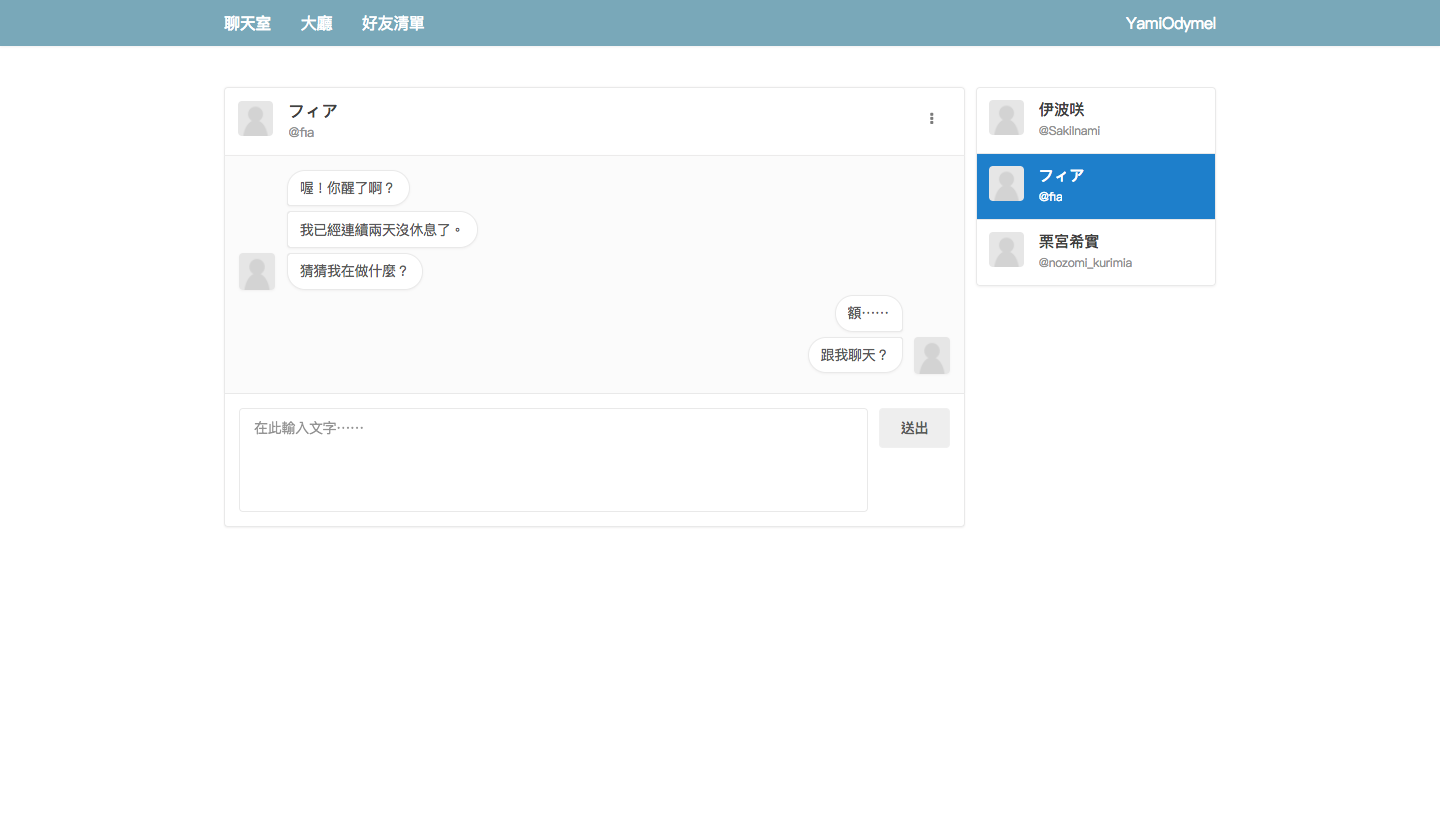 聊天室 大廳 好友清單 YamiOdymel
フィア
@fia
喔！你醒了啊？
我已經連續兩天沒休息了。
猜猜我在做什麼？
額⋯⋯
跟我聊天？
在此輸入文字⋯⋯
送出
伊波咲
@SakiInami
フィア
@fia
栗宮希實
@nozomi_kurimia